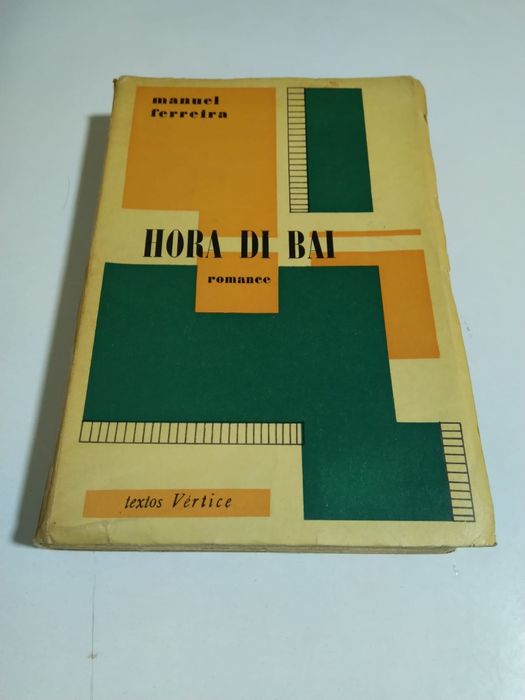 manuel
ferreira
HORA DI BAI
romance
textos Vértice